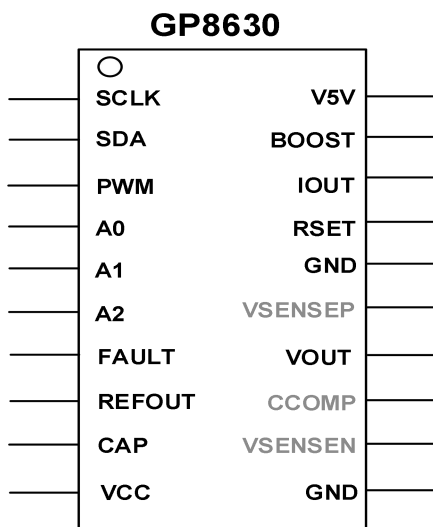 GP8630
SCLK V5V
SDA BOOST
PWM IOUT
A0 RSET
A1 GND
A2 VSENSEP
FAULT VOUT
REFOUT CCOMP
CAP VSENSEN
VCC GND